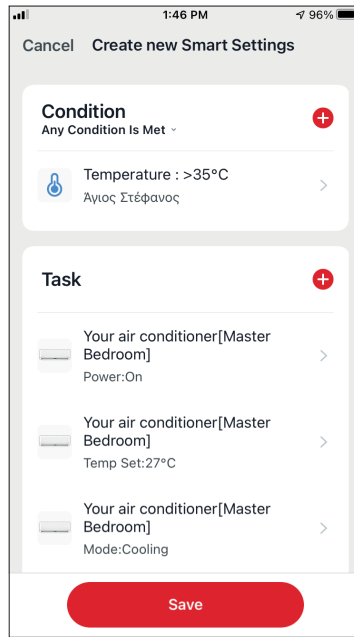 1:46 PM
96%
Cancel Create new Smart Settings
Condition
Any Condition Is Met
Temperature : >35°C
Άγιος Στέφανος
Task
Your air conditioner[Master
Bedroom]
Power:On
Your air conditioner[Master
Bedroom]
Temp Set:27°C
Your air conditioner[Master
Bedroom]
Mode:Cooling
Save